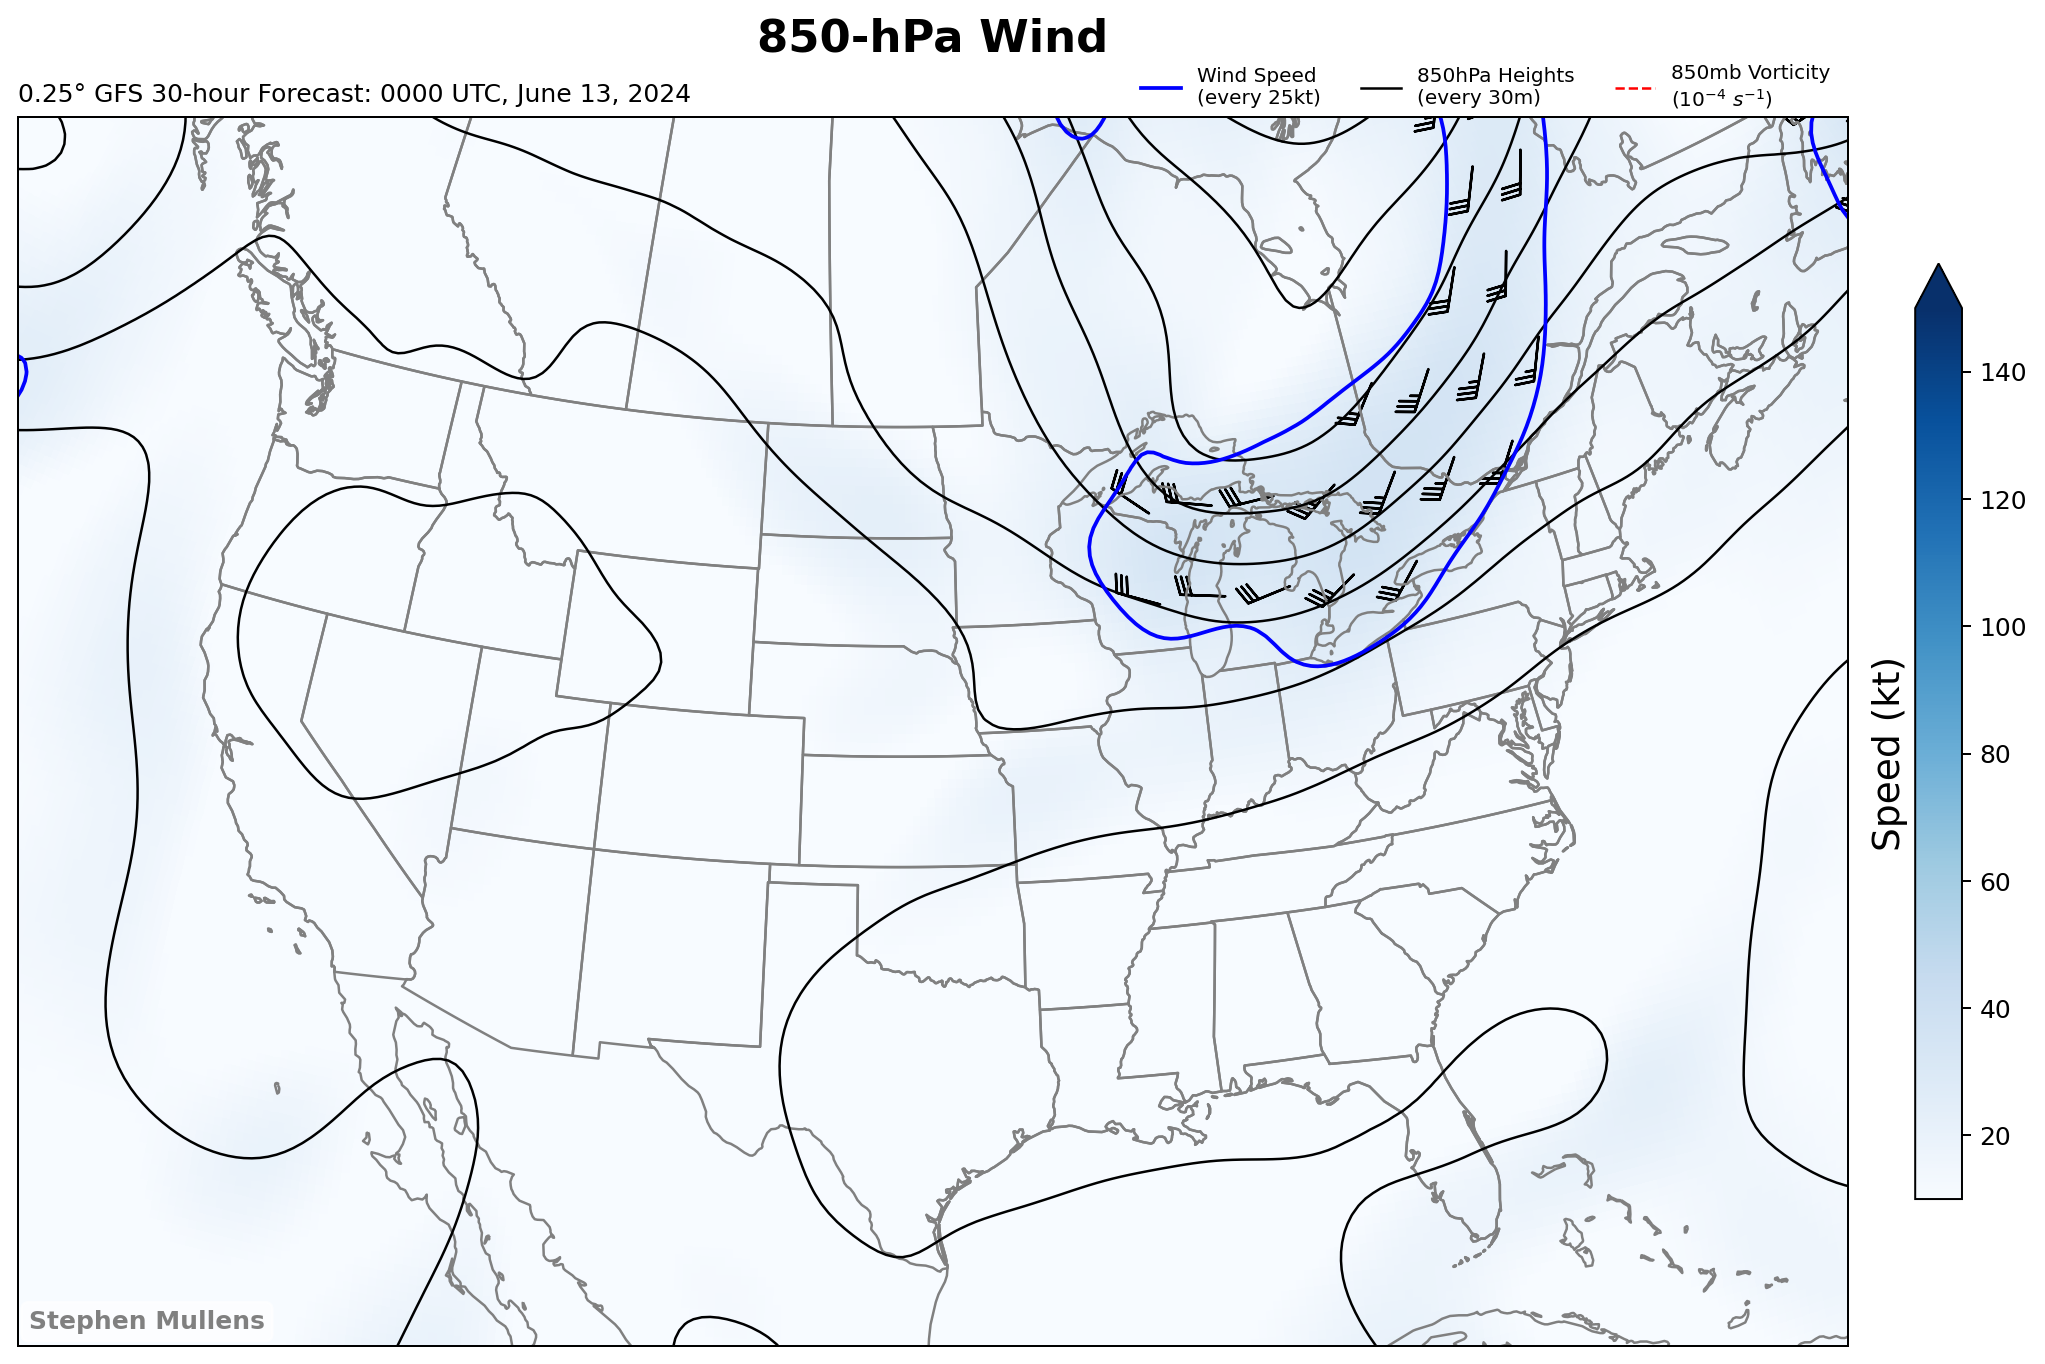 850-hPa Wind
0.25° GFS 30-hour Forecast: 0000 UTC, June 13, 2024
Wind Speed
(every 25kt)
850hPa Heights
(every 30m)
850mb Vorticity
(10⁻⁴ s⁻¹)
140
120
100
80
60
40
20
Speed (kt)
Stephen Mullens